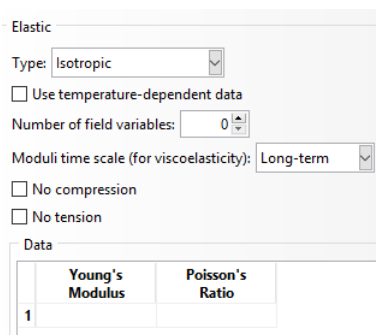 Elastic
Type: Isotropic
Use temperature-dependent data
Number of field variables: 0
Moduli time scale (for viscoelasticity): Long-term
No compression
No tension
Data
Young's Poisson's
Modulus Ratio
1